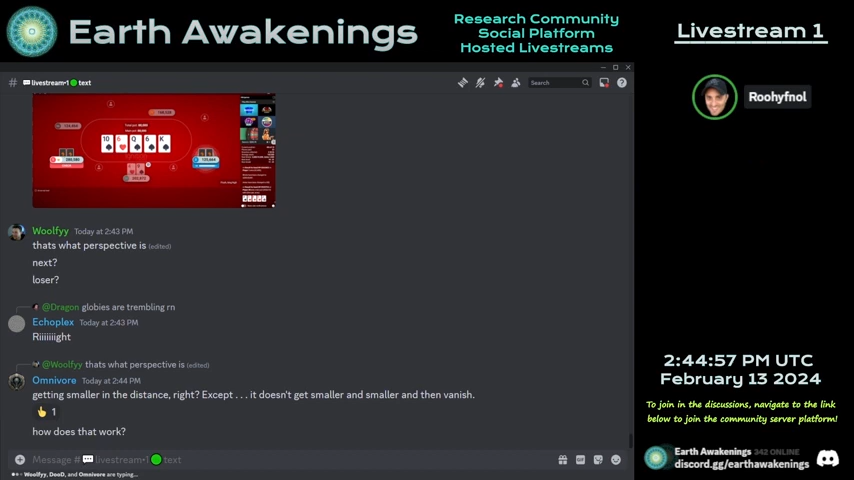 Earth Awakenings
Research Community
Social Platform
Hosted Livestreams
Livestream 1
# livestream•1 text
Search
Roohyfnol
10 6 Q 6 K
Woolfyy Today at 2:43 PM
thats what perspective is (edited)
next?
loser?
@Dragon globies are trembling rn
Echoplex Today at 2:43 PM
Riiiiiiight
@Woolfyy thats what perspective is (edited)
Omnivore Today at 2:44 PM
getting smaller in the distance, right? Except . . . it doesn't get smaller and smaller and then vanish.
1
how does that work?
Message # livestream•1 text
Woolfyy, DosD, and Omnivore are typing...
2:44:57 PM UTC
February 13 2024
To join in the discussions, navigate to the link
below to join the community server platform!
Earth Awakenings 342 ONLINE
discord.gg/earthawakenings